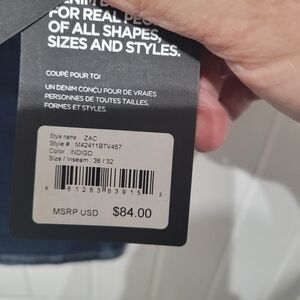 FOR REAL
OF ALL SHAPES,
SIZES AND STYLES.
COUPÉ POUR TOI
UN DENIM CONÇU POUR DE VRAIES
PERSONNES DE TOUTES TAILLES,
FORMES ET STYLES.
Style name : ZAC
Style # : M42411BTV457
Color : INDIGO
Size / Inseam : 36 / 32
MSRP USD $84.00